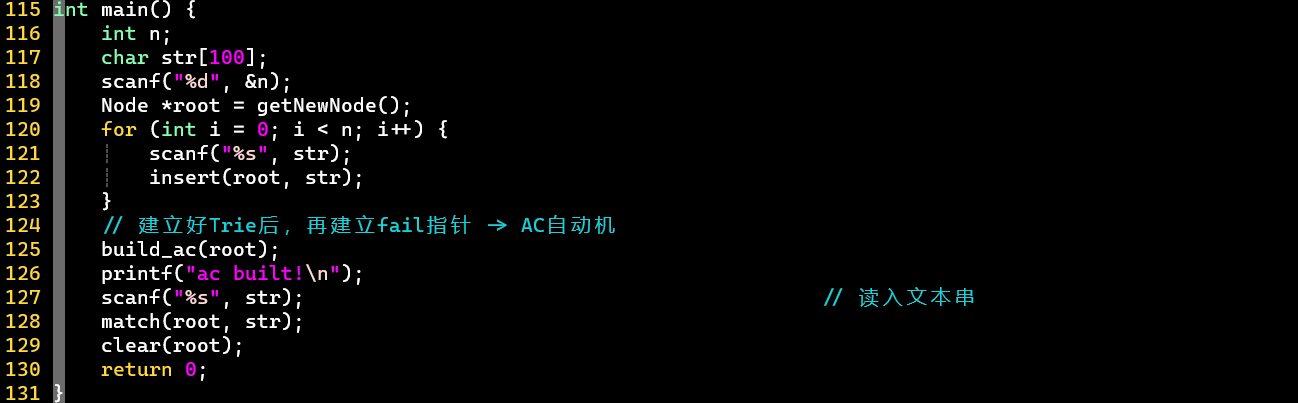 115 int main() {
116     int n;
117     char str[100];
118     scanf("%d", &n);
119     Node *root = getNewNode();
120     for (int i = 0; i < n; i++) {
121         scanf("%s", str);
122         insert(root, str);
123     }
124     // 建立好Trie后，再建立fail指针 -> AC自动机
125     build_ac(root);
126     printf("ac built!\n");
127     scanf("%s", str);                                           // 读入文本串
128     match(root, str);
129     clear(root);
130     return 0;
131 }